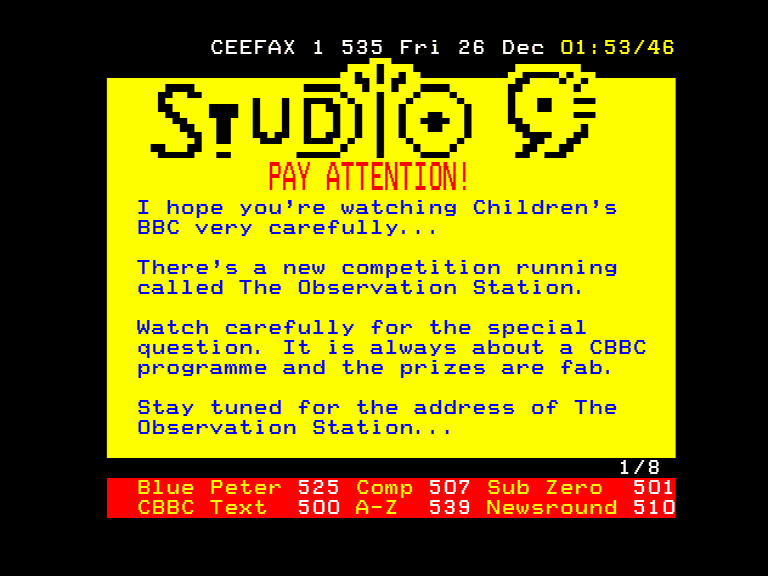 CEEFAX 1 535 Fri 26 Dec 01:53/46
STUDIO 9
PAY ATTENTION!
I hope you're watching Children's
BBC very carefully...
There's a new competition running
called The Observation Station.
Watch carefully for the special
question. It is always about a CBBC
programme and the prizes are fab.
Stay tuned for the address of The
Observation Station...
1/8
Blue Peter 525 Comp 507 Sub Zero 501
CBBC Text 500 A-Z 539 Newsround 510